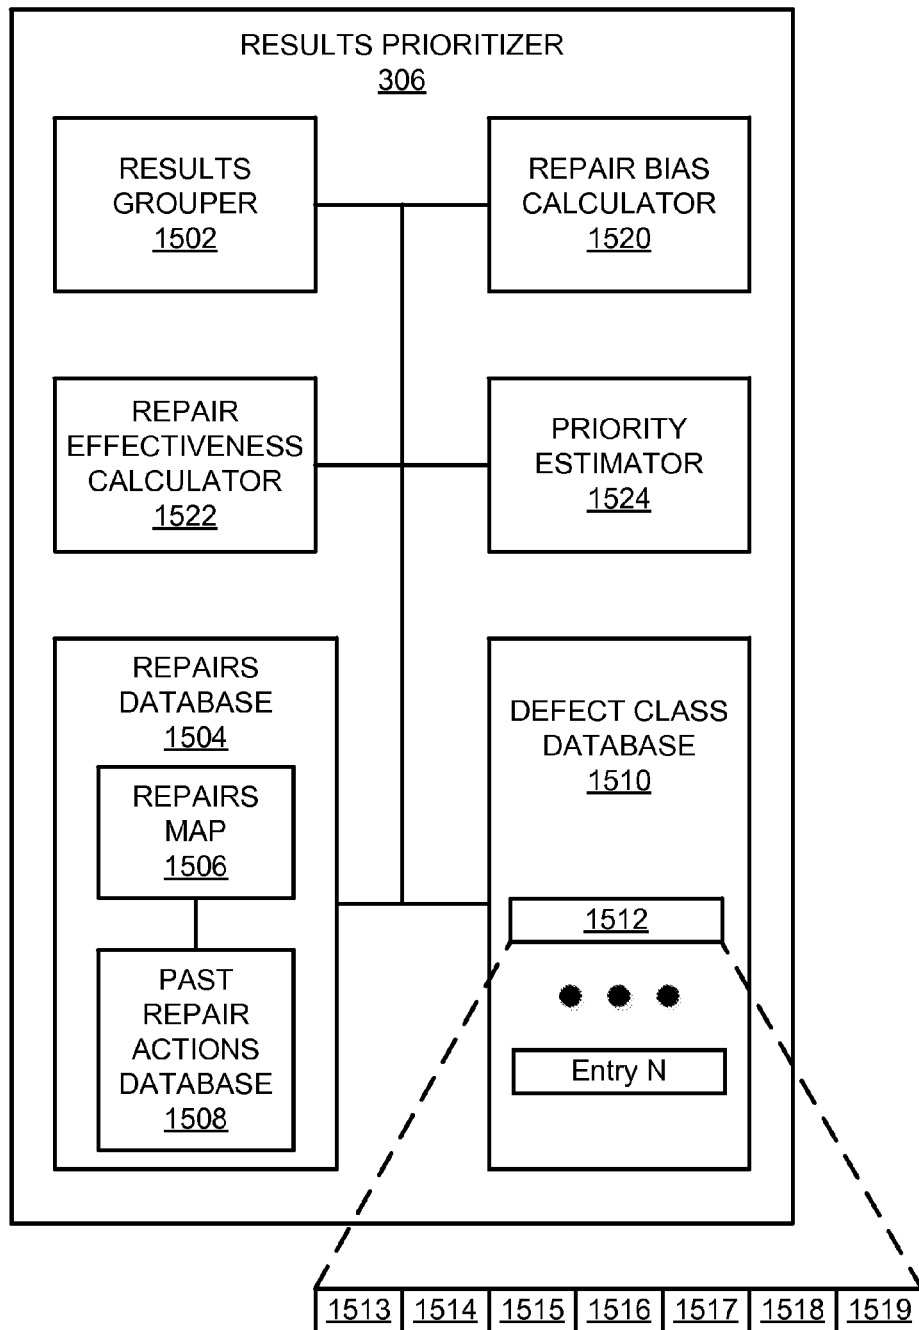 RESULTS PRIORITIZER
306
RESULTS
GROUPER
1502
REPAIR BIAS
CALCULATOR
1520
REPAIR
EFFECTIVENESS
CALCULATOR
1522
PRIORITY
ESTIMATOR
1524
REPAIRS
DATABASE
1504
REPAIRS
MAP
1506
PAST
REPAIR
ACTIONS
DATABASE
1508
DEFECT CLASS
DATABASE
1510
1512
Entry N
1513 1514 1515 1516 1517 1518 1519